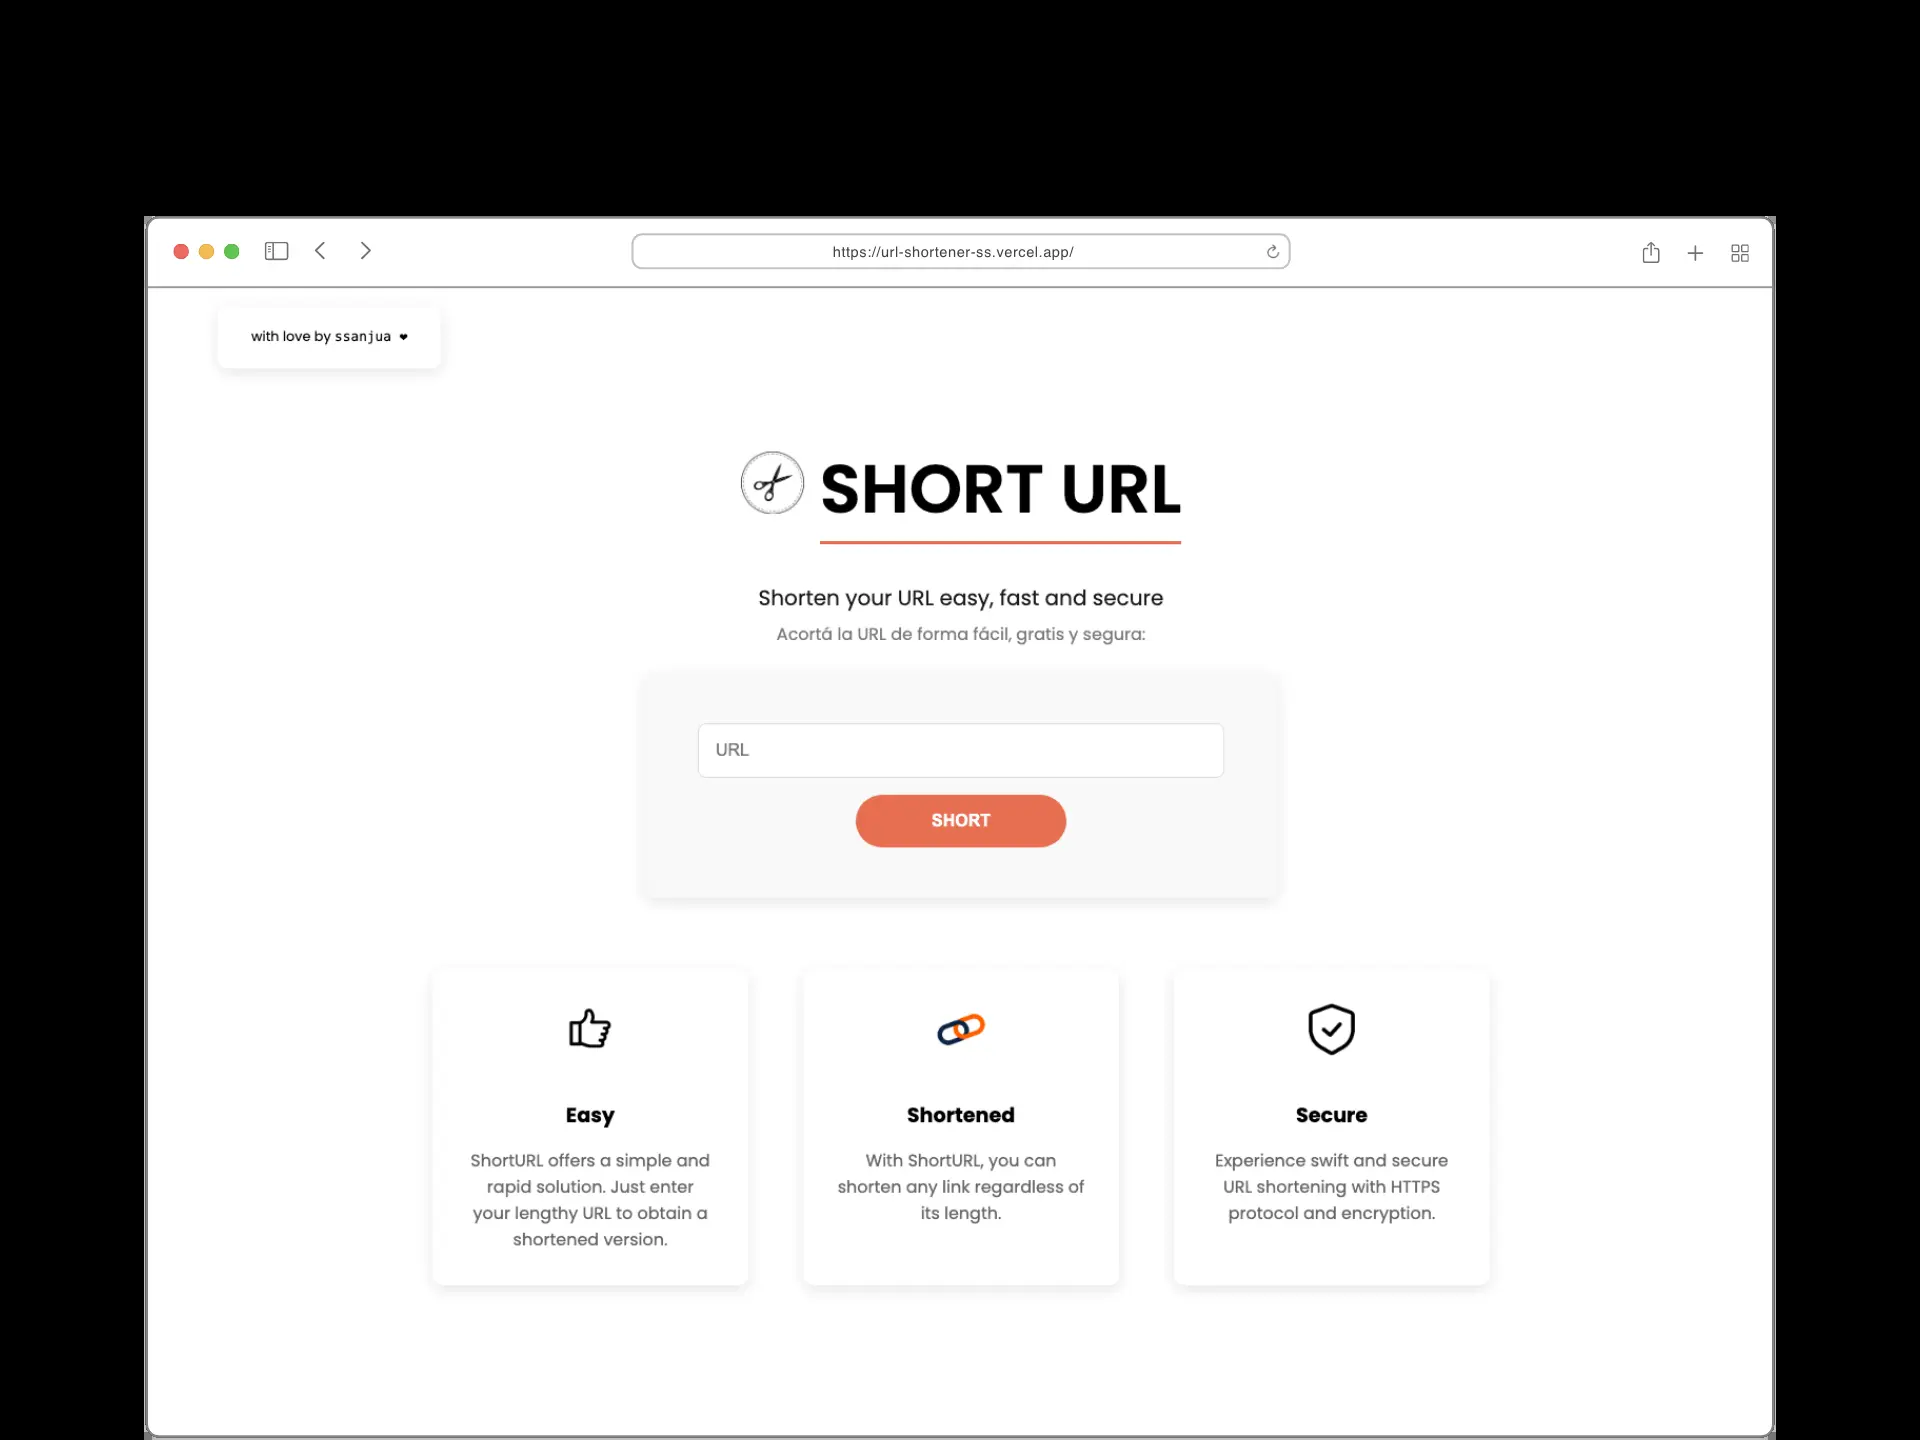 https://url-shortener-ss.vercel.app/
with love by ssanjua ❤
SHORT URL
Shorten your URL easy, fast and secure
Acortá la URL de forma fácil, gratis y segura:
URL
SHORT
Easy
ShortURL offers a simple and
rapid solution. Just enter
your lengthy URL to obtain a
shortened version.
Shortened
With ShortURL, you can
shorten any link regardless of
its length.
Secure
Experience swift and secure
URL shortening with HTTPS
protocol and encryption.